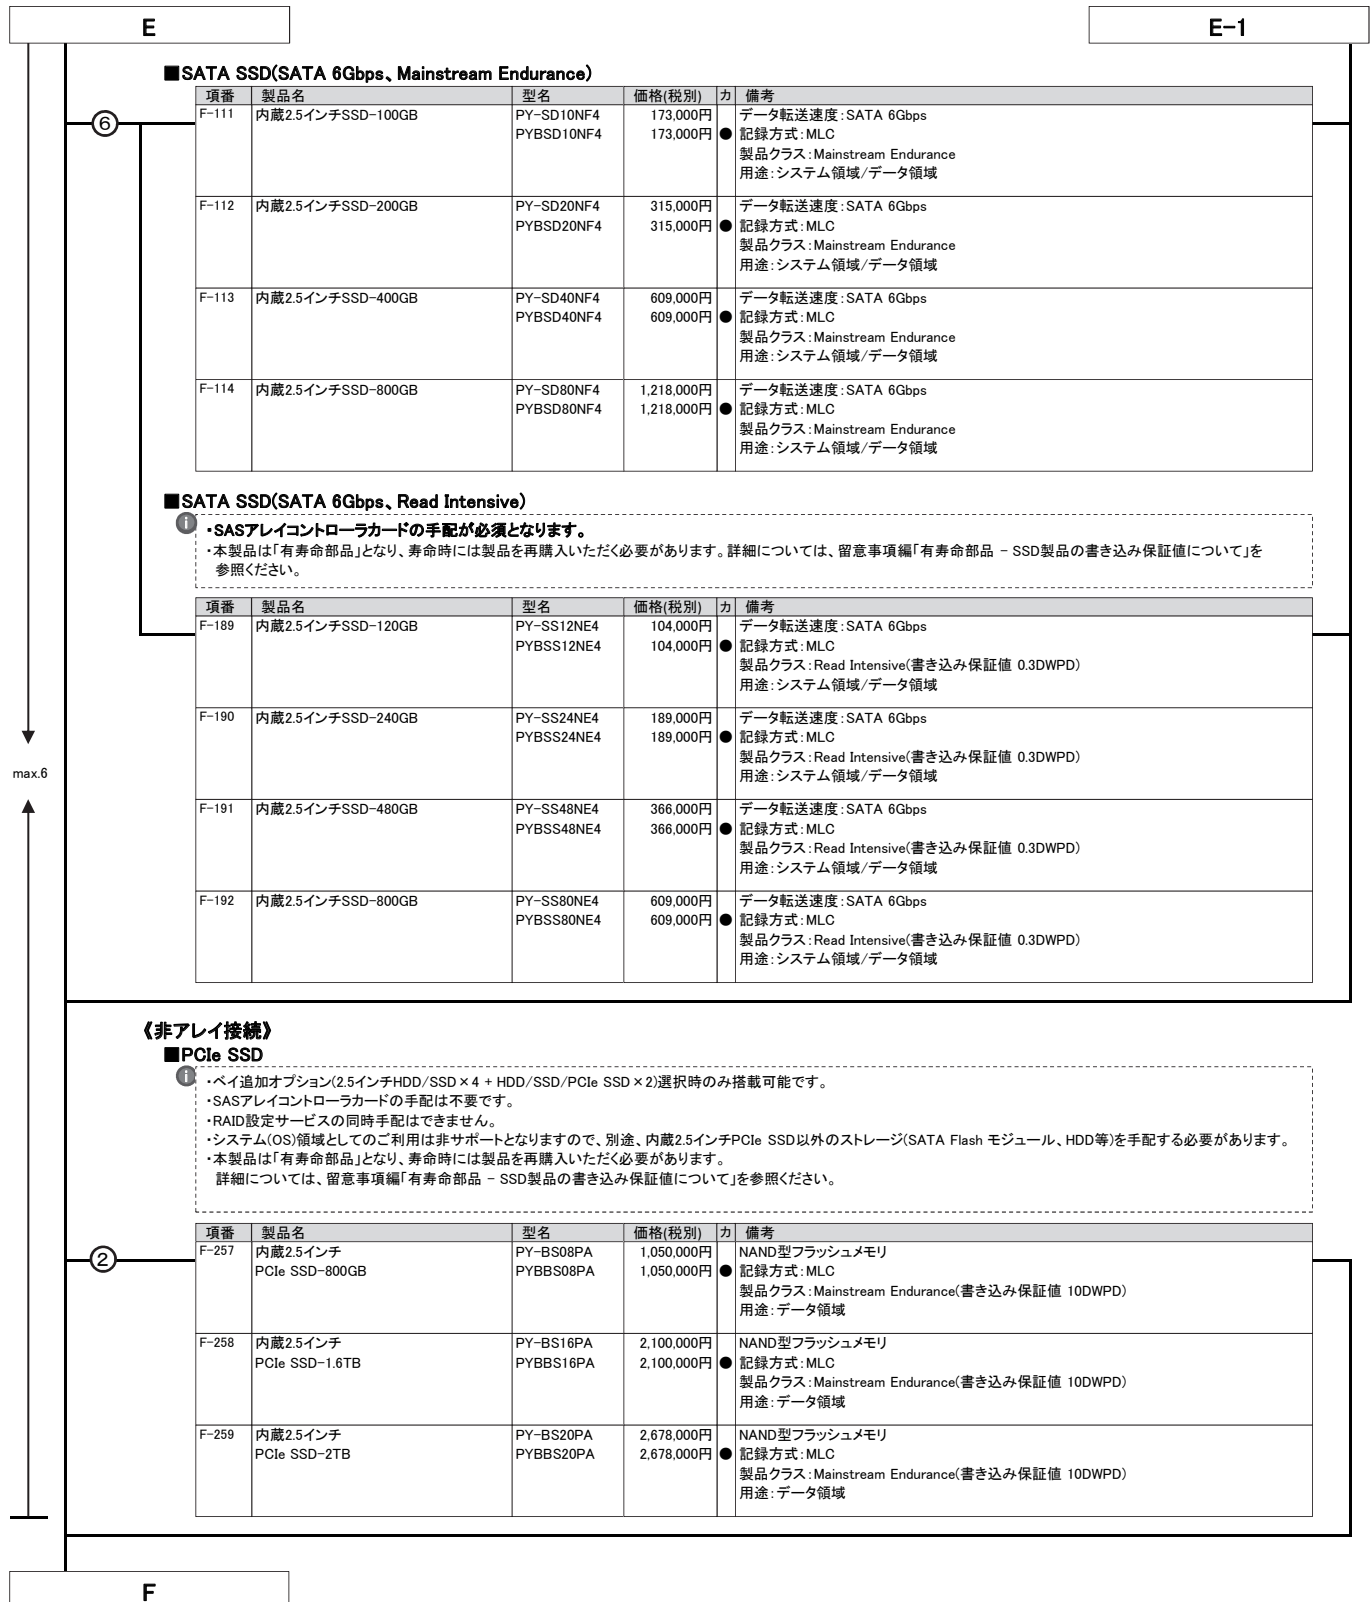 E
E-1
■SATA SSD(SATA 6Gbps、Mainstream Endurance)
項番 製品名 型名 価格(税別) カ 備考
⑥
F-111 内蔵2.5インチSSD-100GB PY-SD10NF4 173,000円 データ転送速度:SATA 6Gbps
PYBSD10NF4 173,000円 ● 記録方式:MLC
製品クラス:Mainstream Endurance
用途:システム領域/データ領域
F-112 内蔵2.5インチSSD-200GB PY-SD20NF4 315,000円 データ転送速度:SATA 6Gbps
PYBSD20NF4 315,000円 ● 記録方式:MLC
製品クラス:Mainstream Endurance
用途:システム領域/データ領域
F-113 内蔵2.5インチSSD-400GB PY-SD40NF4 609,000円 データ転送速度:SATA 6Gbps
PYBSD40NF4 609,000円 ● 記録方式:MLC
製品クラス:Mainstream Endurance
用途:システム領域/データ領域
F-114 内蔵2.5インチSSD-800GB PY-SD80NF4 1,218,000円 データ転送速度:SATA 6Gbps
PYBSD80NF4 1,218,000円 ● 記録方式:MLC
製品クラス:Mainstream Endurance
用途:システム領域/データ領域
■SATA SSD(SATA 6Gbps、Read Intensive)
i ・SASアレイコントローラカードの手配が必須となります。
・本製品は「有寿命部品」となり、寿命時には製品を再購入いただく必要があります。詳細については、留意事項編「有寿命部品 - SSD製品の書き込み保証値について」を
参照ください。
項番 製品名 型名 価格(税別) カ 備考
F-189 内蔵2.5インチSSD-120GB PY-SS12NE4 104,000円 データ転送速度:SATA 6Gbps
PYBSS12NE4 104,000円 ● 記録方式:MLC
製品クラス:Read Intensive(書き込み保証値 0.3DWPD)
用途:システム領域/データ領域
F-190 内蔵2.5インチSSD-240GB PY-SS24NE4 189,000円 データ転送速度:SATA 6Gbps
PYBSS24NE4 189,000円 ● 記録方式:MLC
製品クラス:Read Intensive(書き込み保証値 0.3DWPD)
用途:システム領域/データ領域
max.6
F-191 内蔵2.5インチSSD-480GB PY-SS48NE4 366,000円 データ転送速度:SATA 6Gbps
PYBSS48NE4 366,000円 ● 記録方式:MLC
製品クラス:Read Intensive(書き込み保証値 0.3DWPD)
用途:システム領域/データ領域
F-192 内蔵2.5インチSSD-800GB PY-SS80NE4 609,000円 データ転送速度:SATA 6Gbps
PYBSS80NE4 609,000円 ● 記録方式:MLC
製品クラス:Read Intensive(書き込み保証値 0.3DWPD)
用途:システム領域/データ領域
《非アレイ接続》
■PCIe SSD
i ・ベイ追加オプション(2.5インチHDD/SSD×4 + HDD/SSD/PCIe SSD×2)選択時のみ搭載可能です。
・SASアレイコントローラカードの手配は不要です。
・RAID設定サービスの同時手配はできません。
・システム(OS)領域としてのご利用は非サポートとなりますので、別途、内蔵2.5インチPCIe SSD以外のストレージ(SATA Flash モジュール、HDD等)を手配する必要があります。
・本製品は「有寿命部品」となり、寿命時には製品を再購入いただく必要があります。
詳細については、留意事項編「有寿命部品 - SSD製品の書き込み保証値について」を参照ください。
項番 製品名 型名 価格(税別) カ 備考
②
F-257 内蔵2.5インチ PY-BS08PA 1,050,000円 NAND型フラッシュメモリ
PCIe SSD-800GB PYBBS08PA 1,050,000円 ● 記録方式:MLC
製品クラス:Mainstream Endurance(書き込み保証値 10DWPD)
用途:データ領域
F-258 内蔵2.5インチ PY-BS16PA 2,100,000円 NAND型フラッシュメモリ
PCIe SSD-1.6TB PYBBS16PA 2,100,000円 ● 記録方式:MLC
製品クラス:Mainstream Endurance(書き込み保証値 10DWPD)
用途:データ領域
F-259 内蔵2.5インチ PY-BS20PA 2,678,000円 NAND型フラッシュメモリ
PCIe SSD-2TB PYBBS20PA 2,678,000円 ● 記録方式:MLC
製品クラス:Mainstream Endurance(書き込み保証値 10DWPD)
用途:データ領域
F